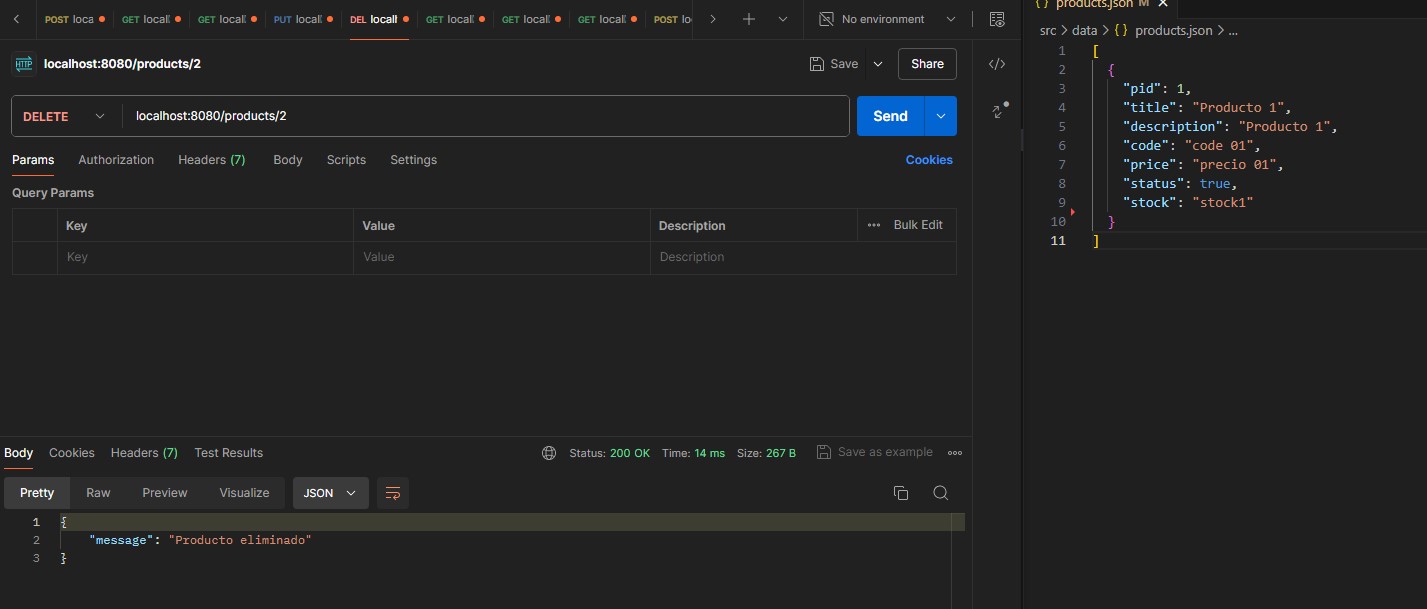 POST loca GET locall GET locall PUT locall DEL locall GET locall GET locall GET locall POST lo No environment
HTTP localhost:8080/products/2 Save Share
DELETE localhost:8080/products/2 Send
Params Authorization Headers (7) Body Scripts Settings Cookies
Query Params
Key Value Description ••• Bulk Edit
Key Value Description
Body Cookies Headers (7) Test Results Status: 200 OK Time: 14 ms Size: 267 B Save as example •••
Pretty Raw Preview Visualize JSON
1 {
2 "message": "Producto eliminado"
3 }
{} products.json M ×
src > data > {} products.json > ...
1 [
2 {
3 "pid": 1,
4 "title": "Producto 1",
5 "description": "Producto 1",
6 "code": "code 01",
7 "price": "precio 01",
8 "status": true,
9 "stock": "stock1"
10 }
11 ]